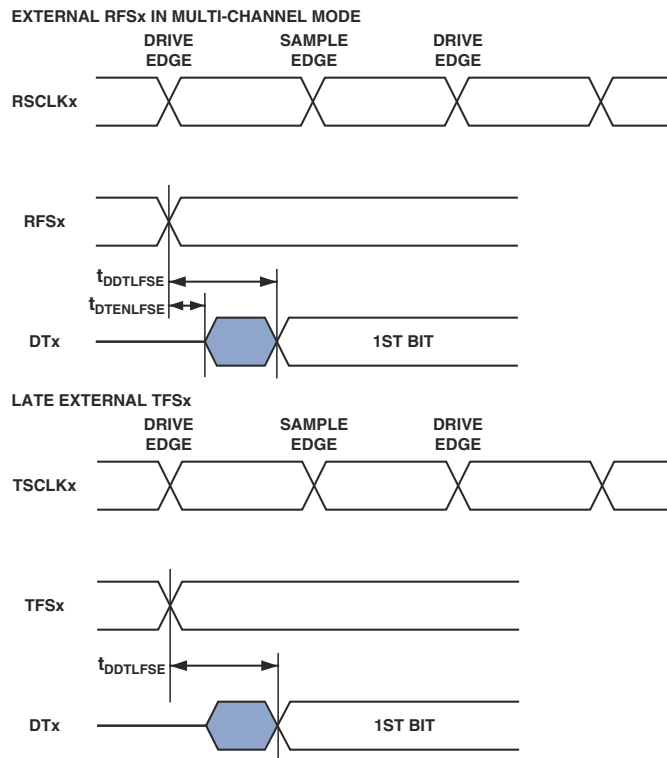 EXTERNAL RFSx IN MULTI-CHANNEL MODE
DRIVE EDGE
SAMPLE EDGE
DRIVE EDGE
RSCLKx
RFSx
tDDTLFSE
tDTENLFSE
DTx
1ST BIT
LATE EXTERNAL TFSx
DRIVE EDGE
SAMPLE EDGE
DRIVE EDGE
TSCLKx
TFSx
tDDTLFSE
DTx
1ST BIT